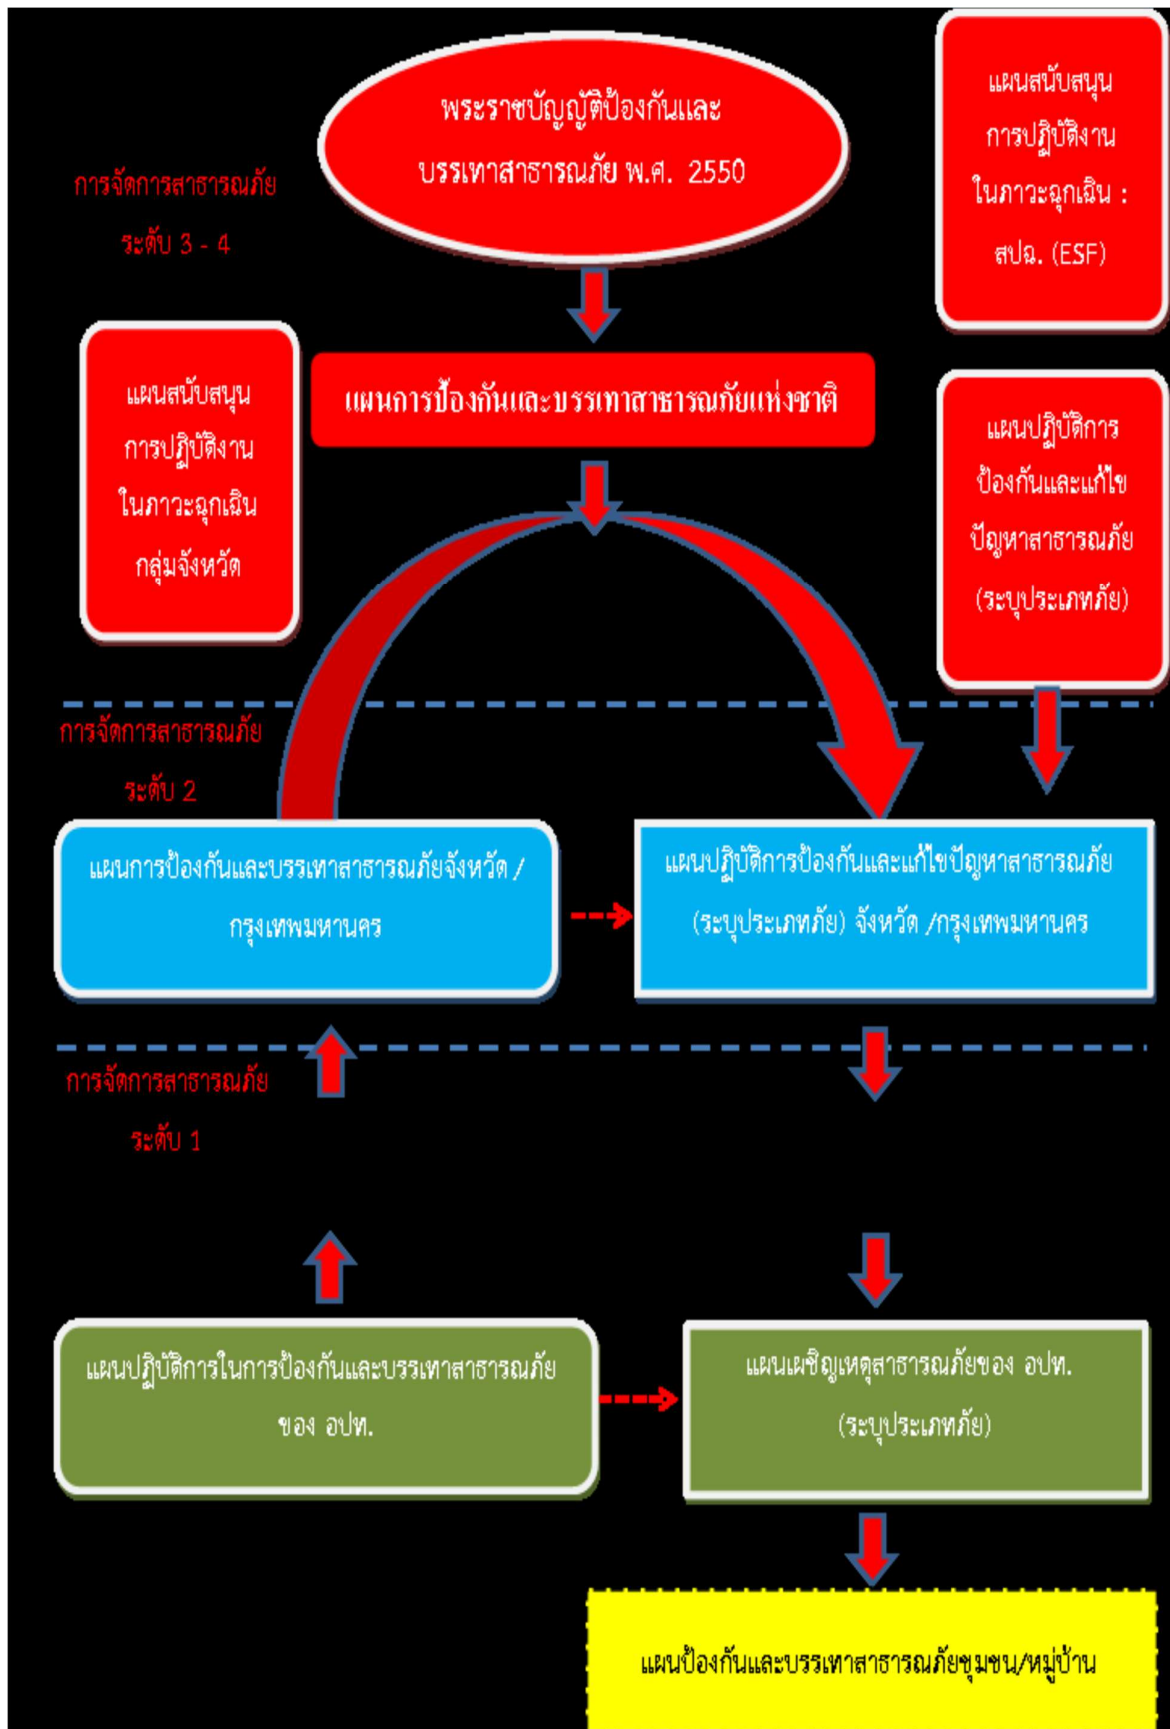 พระราชบัญญัติป้องกันและ
บรรเทาสาธารณภัย พ.ศ. 2550
แผนสนับสนุน
การปฏิบัติงาน
ในภาวะฉุกเฉิน :
สปฉ. (ESF)
การจัดการสาธารณภัย
ระดับ 3 - 4
แผนสนับสนุน
การปฏิบัติงาน
ในภาวะฉุกเฉิน
กลุ่มจังหวัด
แผนการป้องกันและบรรเทาสาธารณภัยแห่งชาติ
แผนปฏิบัติการ
ป้องกันและแก้ไข
ปัญหาสาธารณภัย
(ระบุประเภทภัย)
การจัดการสาธารณภัย
ระดับ 2
แผนการป้องกันและบรรเทาสาธารณภัยจังหวัด /
กรุงเทพมหานคร
แผนปฏิบัติการป้องกันและแก้ไขปัญหาสาธารณภัย
(ระบุประเภทภัย) จังหวัด /กรุงเทพมหานคร
การจัดการสาธารณภัย
ระดับ 1
แผนปฏิบัติการในการป้องกันและบรรเทาสาธารณภัย
ของ อปท.
แผนเผชิญเหตุสาธารณภัยของ อปท.
(ระบุประเภทภัย)
แผนป้องกันและบรรเทาสาธารณภัยชุมชน/หมู่บ้าน